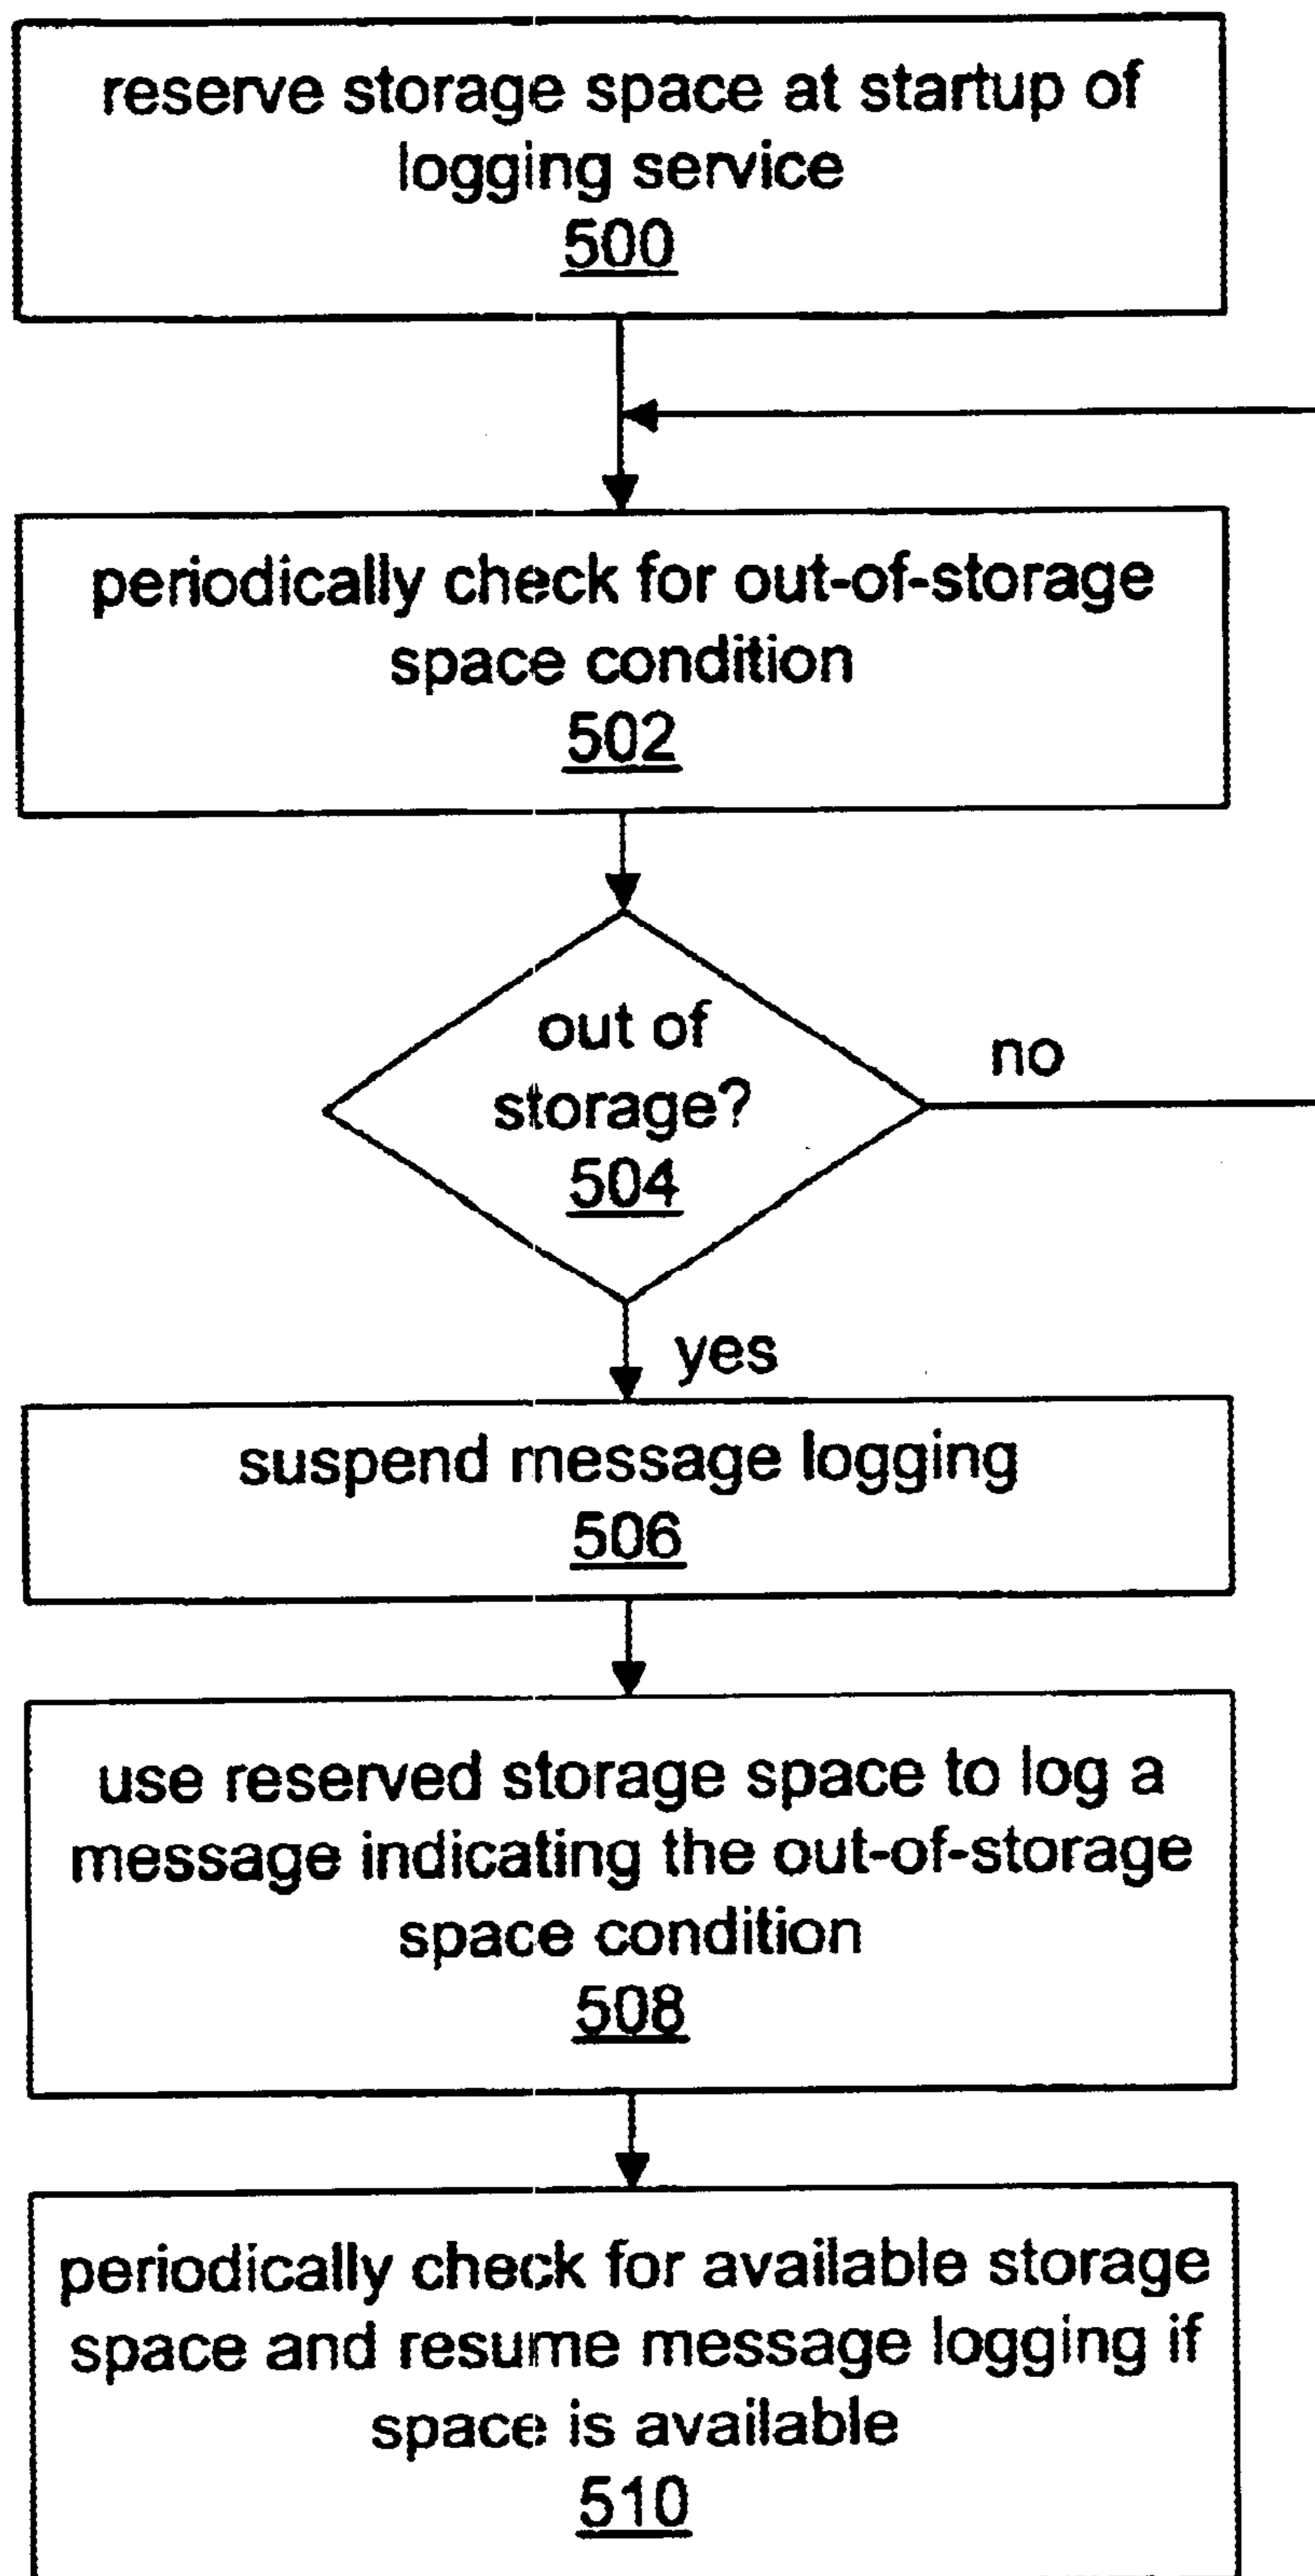 reserve storage space at startup of
logging service
500
periodically check for out-of-storage
space condition
502
out of
storage?
504
no
yes
suspend message logging
506
use reserved storage space to log a
message indicating the out-of-storage
space condition
508
periodically check for available storage
space and resume message logging if
space is available
510